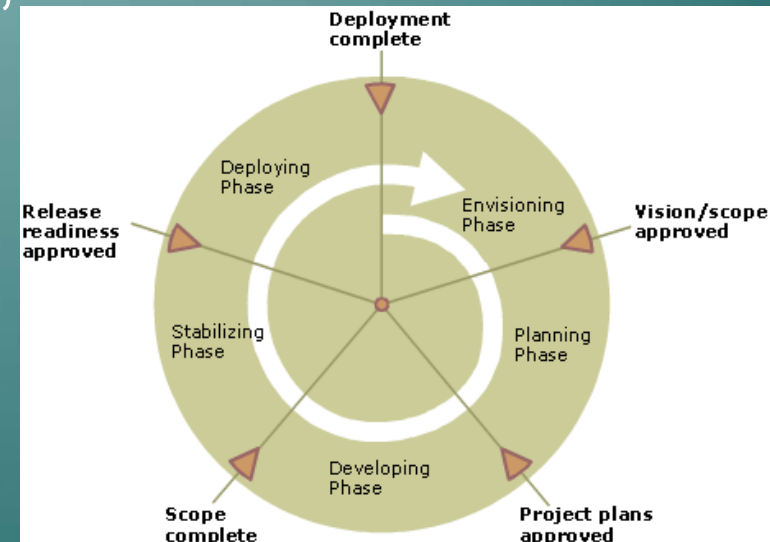 Deployment
complete
Deploying
Phase
Envisioning
Phase
Release
readiness
approved
Vision/scope
approved
Stabilizing
Phase
Planning
Phase
Developing
Phase
Scope
complete
Project plans
approved